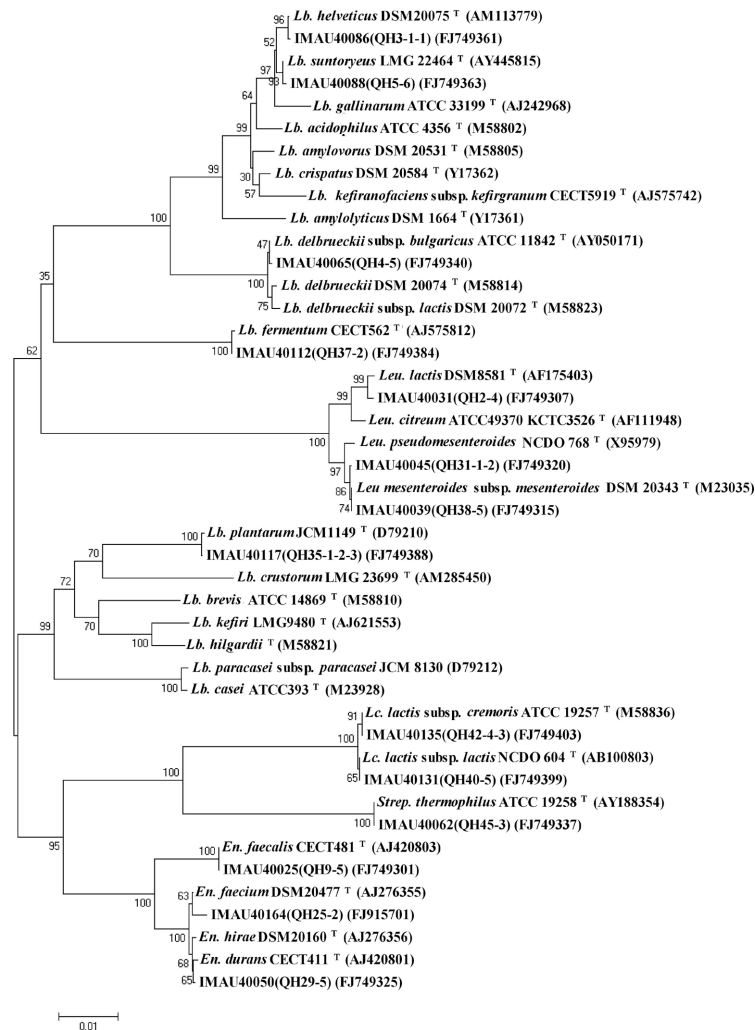 96
Lb. helveticus DSM20075 T (AM113779)
IMAU40086(QH3-1-1) (FJ749361)
52
Lb. suntoryeus LMG 22464 T (AY445815)
97
93
IMAU40088(QH5-6) (FJ749363)
64
Lb. gallinarum ATCC 33199 T (AJ242968)
99
Lb. acidophilus ATCC 4356 T (M58802)
Lb. amylovorus DSM 20531 T (M58805)
99
30
Lb. crispatus DSM 20584 T (Y17362)
57
Lb. kefiranofaciens subsp. kefirgranum CECT5919 T (AJ575742)
100
Lb. amylolyticus DSM 1664 T (Y17361)
47
Lb. delbrueckii subsp. bulgaricus ATCC 11842 T (AY050171)
IMAU40065(QH4-5) (FJ749340)
35
100
Lb. delbrueckii DSM 20074 T (M58814)
75
Lb. delbrueckii subsp. lactis DSM 20072 T (M58823)
Lb. fermentum CECT562 T (AJ575812)
62
100
IMAU40112(QH37-2) (FJ749384)
99
Leu. lactis DSM8581 T (AF175403)
99
IMAU40031(QH2-4) (FJ749307)
Leu. citreum ATCC49370 KCTC3526 T (AF111948)
100
Leu. pseudomesenteroides NCDO 768 T (X95979)
97
IMAU40045(QH31-1-2) (FJ749320)
86
Leu mesenteroides subsp. mesenteroides DSM 20343 T (M23035)
74
IMAU40039(QH38-5) (FJ749315)
100
Lb. plantarum JCM1149 T (D79210)
70
IMAU40117(QH35-1-2-3) (FJ749388)
72
Lb. crustorum LMG 23699 T (AM285450)
Lb. brevis ATCC 14869 T (M58810)
99
70
Lb. kefiri LMG9480 T (AJ621553)
100
Lb. hilgardii T (M58821)
Lb. paracasei subsp. paracasei JCM 8130 (D79212)
100
Lb. casei ATCC393 T (M23928)
91
Lc. lactis subsp. cremoris ATCC 19257 T (M58836)
IMAU40135(QH42-4-3) (FJ749403)
100
Lc. lactis subsp. lactis NCDO 604 T (AB100803)
100
65
IMAU40131(QH40-5) (FJ749399)
Strep. thermophilus ATCC 19258 T (AY188354)
100
IMAU40062(QH45-3) (FJ749337)
95
100
En. faecalis CECT481 T (AJ420803)
IMAU40025(QH9-5) (FJ749301)
100
63
En. faecium DSM20477 T (AJ276355)
IMAU40164(QH25-2) (FJ915701)
100
En. hirae DSM20160 T (AJ276356)
68
En. durans CECT411 T (AJ420801)
65
IMAU40050(QH29-5) (FJ749325)
0.01